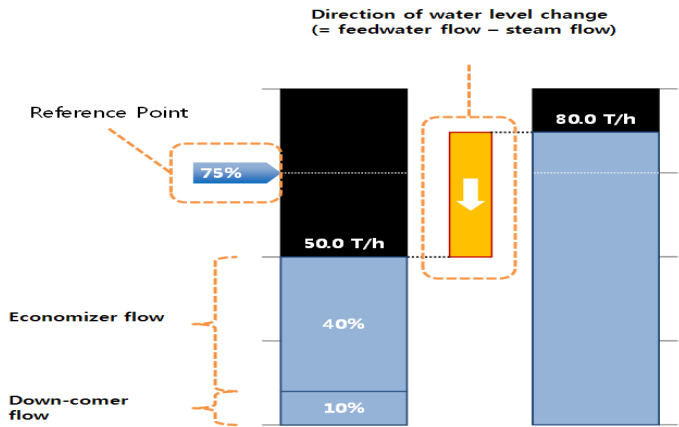 Direction of water level change
(= feedwater flow – steam flow)
Reference Point
80.0 T/h
75%
50.0 T/h
Economizer flow
40%
Down-comer
flow
10%